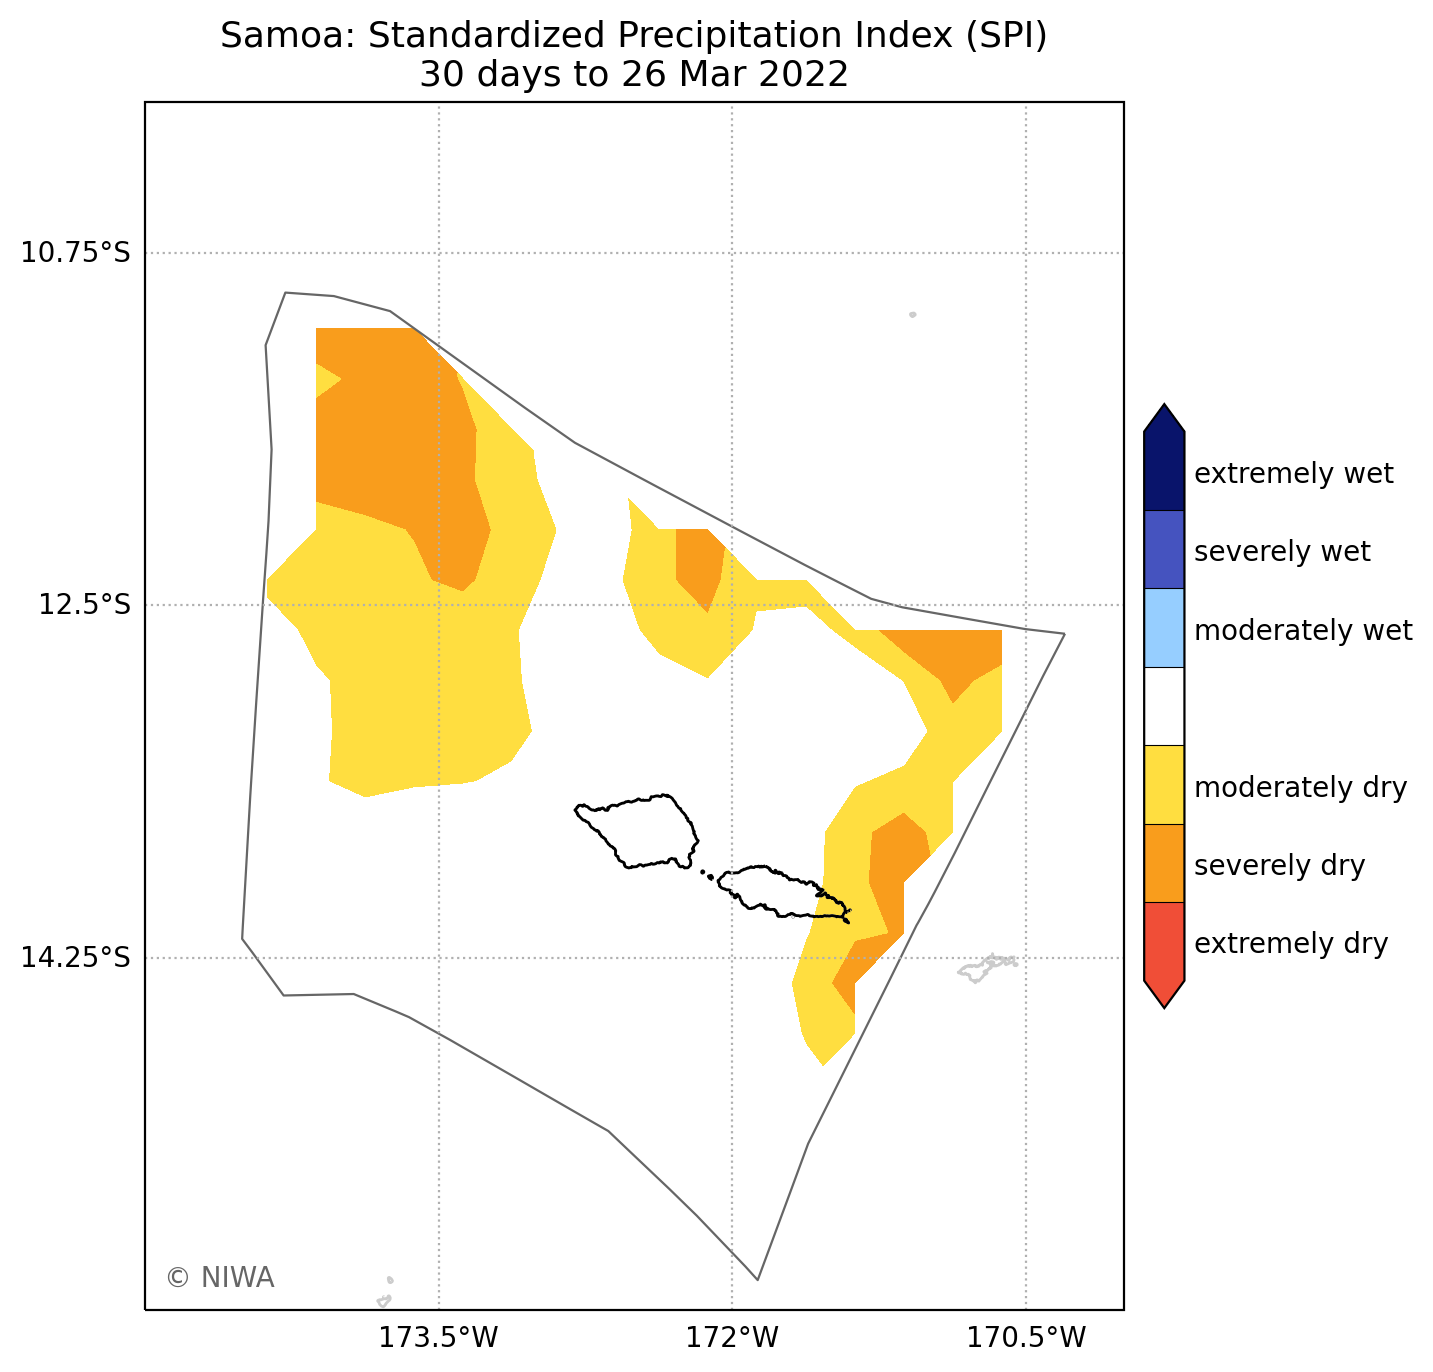 Samoa: Standardized Precipitation Index (SPI)
30 days to 26 Mar 2022
10.75°S
12.5°S
14.25°S
173.5°W
172°W
170.5°W
extremely wet
severely wet
moderately wet
moderately dry
severely dry
extremely dry
© NIWA